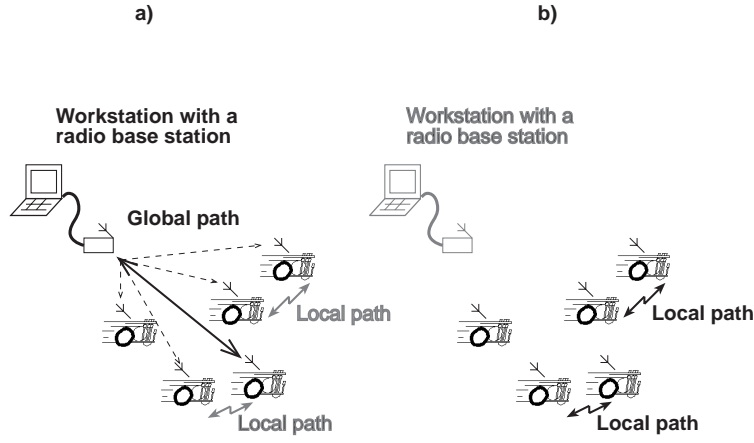 a)
b)
Workstation with a
radio base station
Workstation with a
radio base station
Global path
Local path
Local path
Local path
Local path